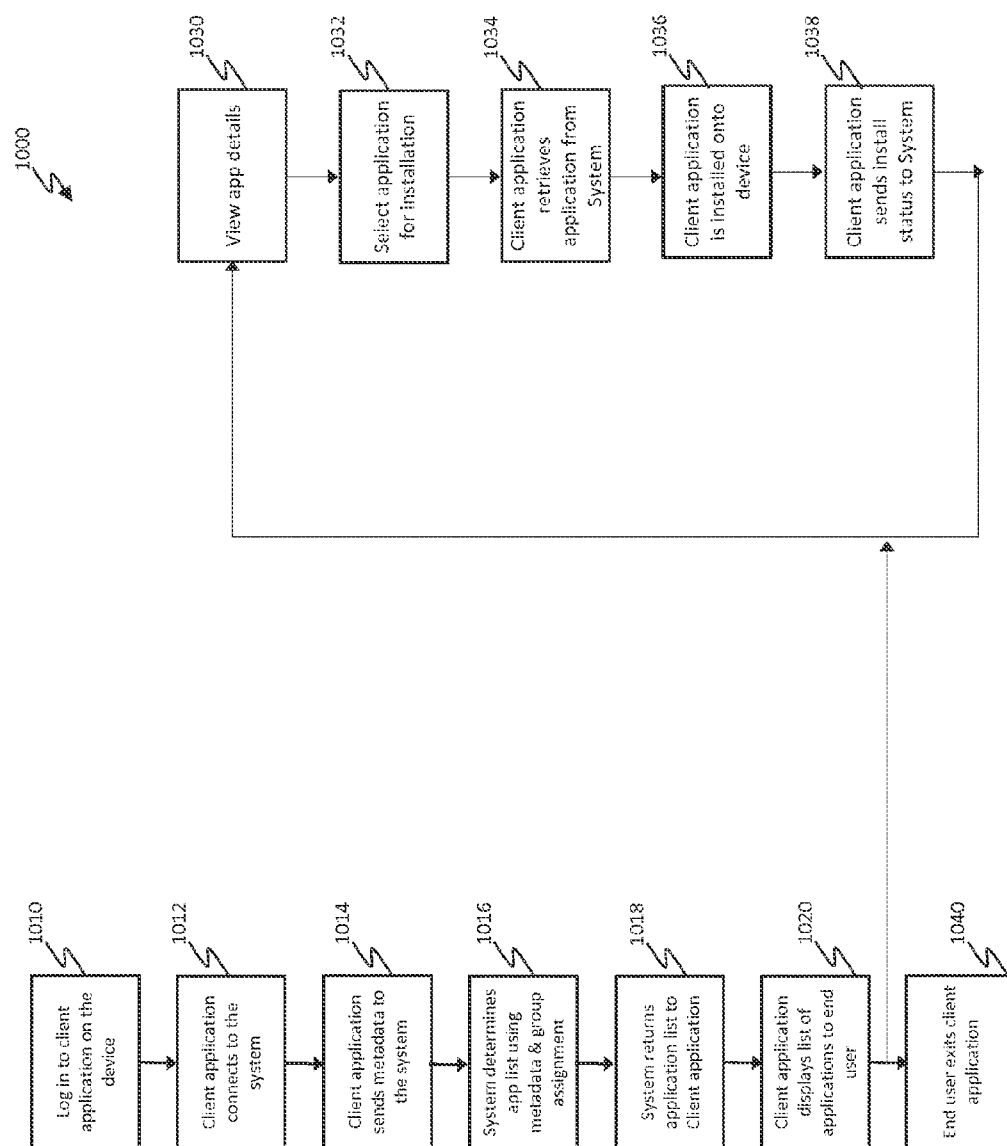 1000
1010
Log in to client
application on the
device
1012
Client application
connects to the
system
1014
Client application
sends metadata to
the system
1016
System determines
app list using
metadata & group
assignment
1018
System returns
application list to
Client application
1020
Client application
displays list of
applications to end
user
1040
End user exits client
application
1030
View app details
1032
Select application
for installation
1034
Client application
retrieves
application from
System
1036
Client application
is installed onto
device
1038
Client application
sends install
status to System